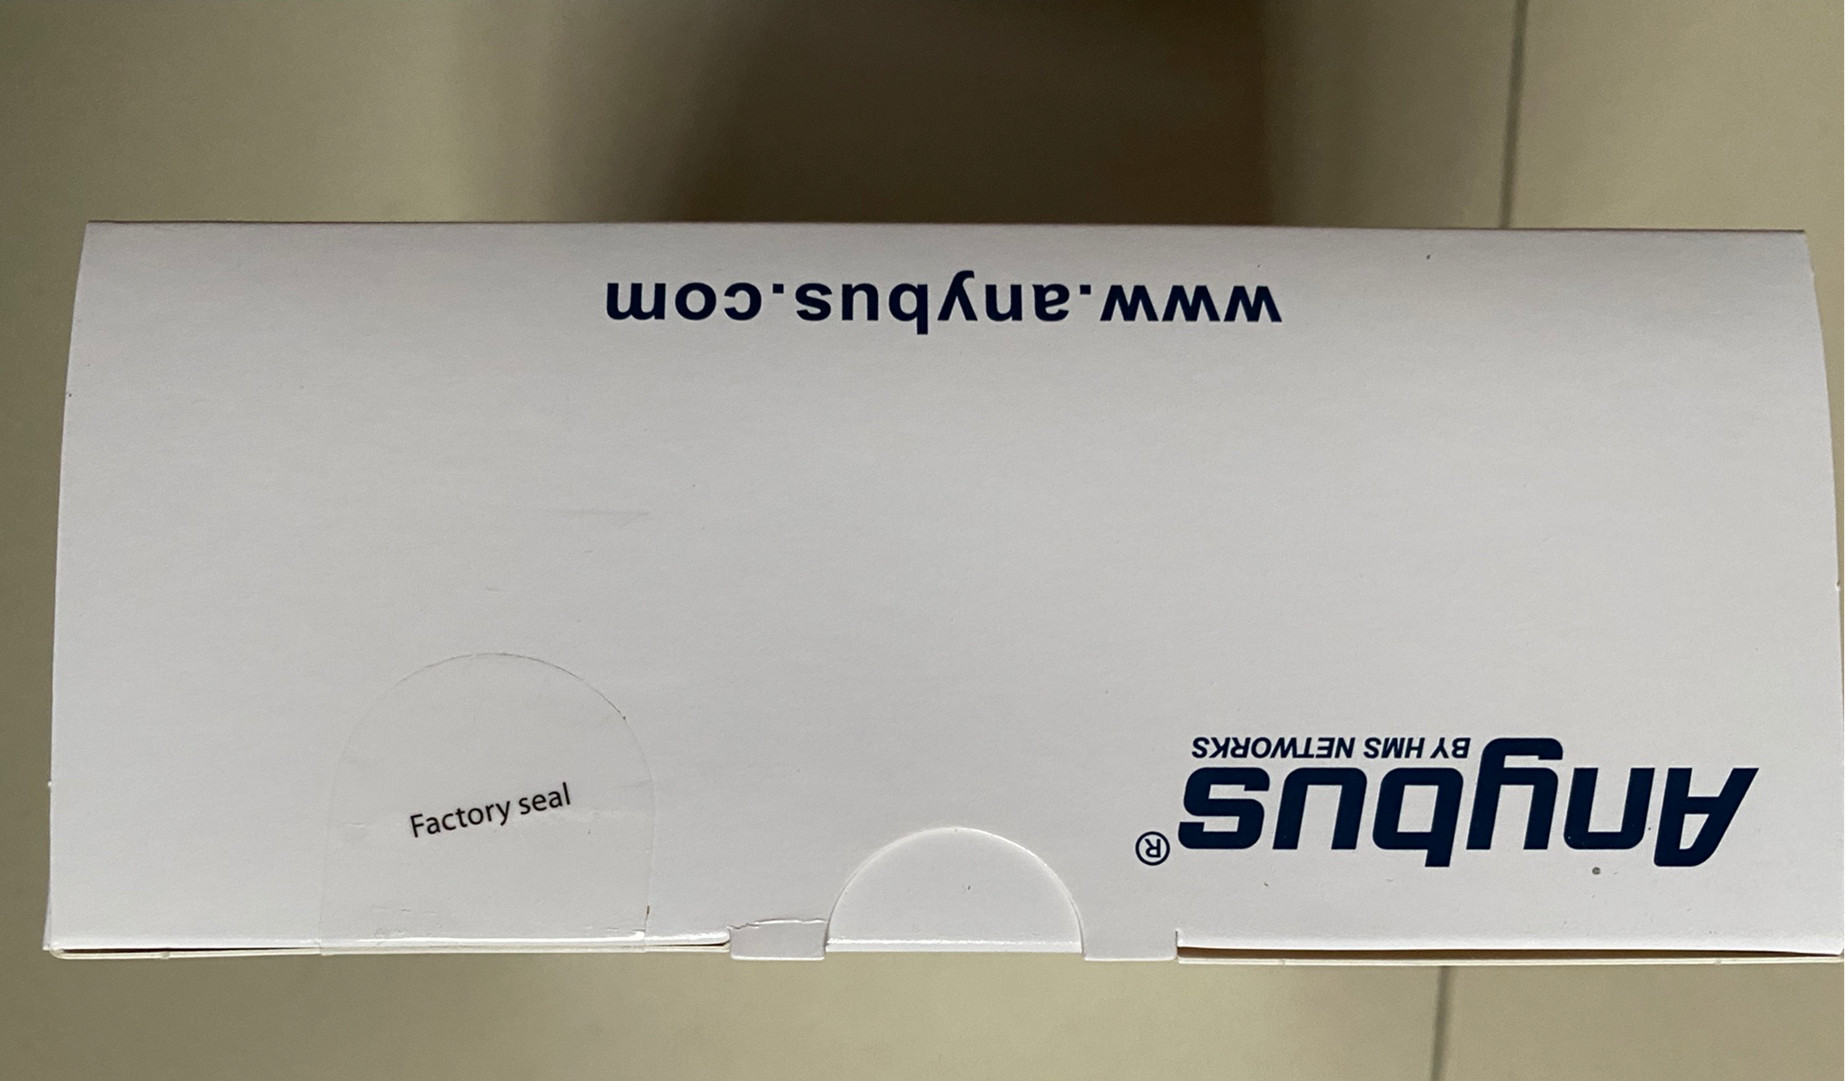 www.anybus.com
Anybus®
BY HMS NETWORKS
Factory seal